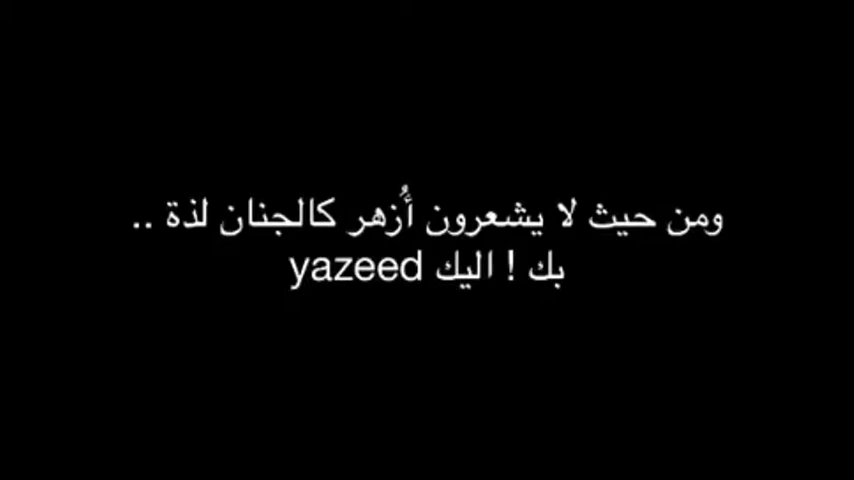 ومن حيث لا يشعرون أُزهر كالجنان لذة ..
بك ! اليك yazeed